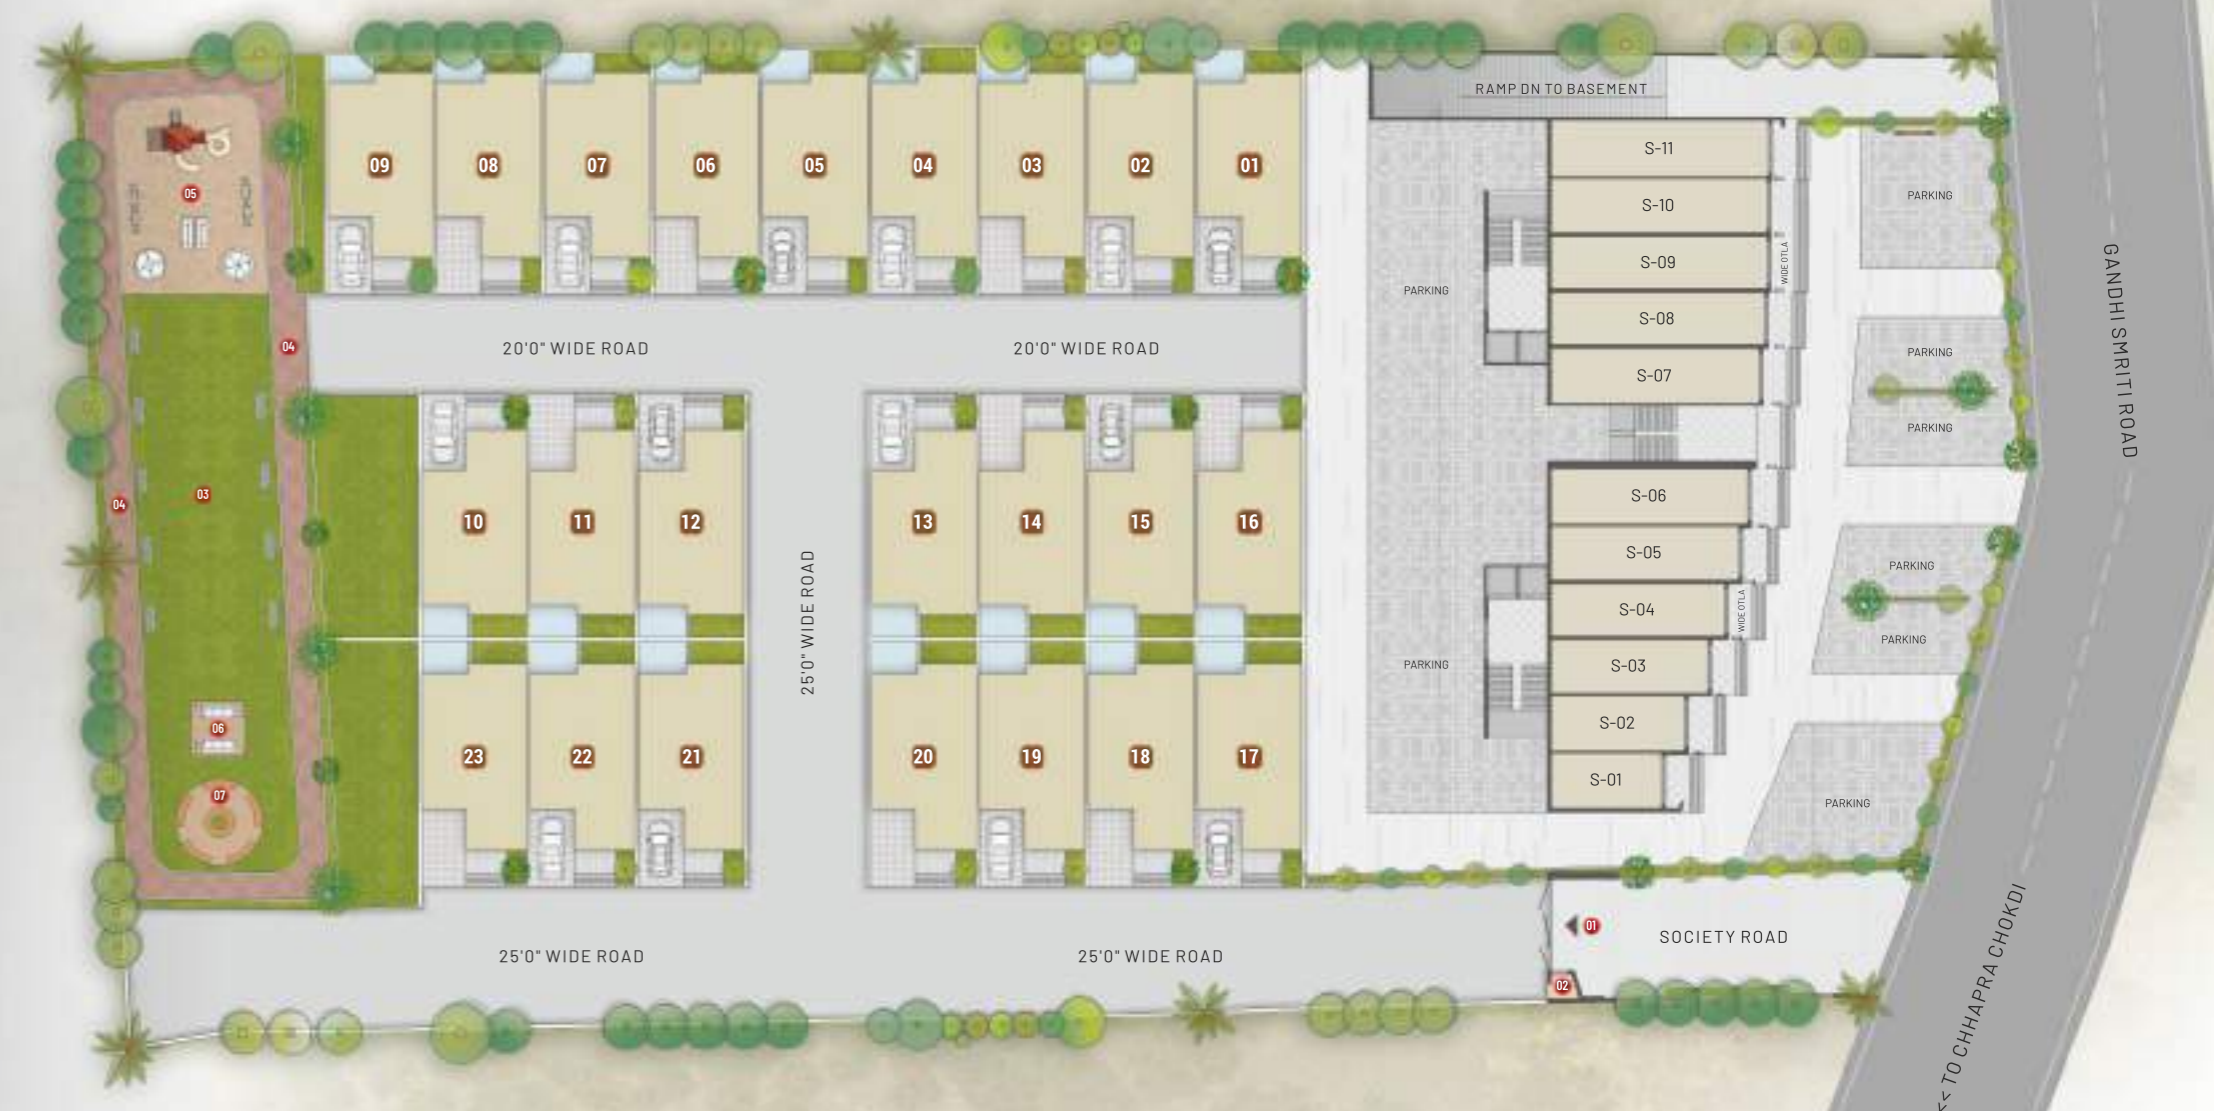 RAMP DN TO BASEMENT
09
08
07
06
05
04
03
02
01
05
S-11
S-10
S-09
S-08
S-07
WIDE OTLA
PARKING
PARKING
GANDHI SMRITI ROAD
20'0" WIDE ROAD
20'0" WIDE ROAD
04
PARKING
PARKING
03
04
10
11
12
13
14
15
16
25'0" WIDE ROAD
S-06
S-05
S-04
S-03
S-02
S-01
WIDE OTLA
PARKING
PARKING
PARKING
PARKING
06
07
23
22
21
20
19
18
17
25'0" WIDE ROAD
25'0" WIDE ROAD
01
SOCIETY ROAD
02
<< TO CHHAPRA CHOKDI